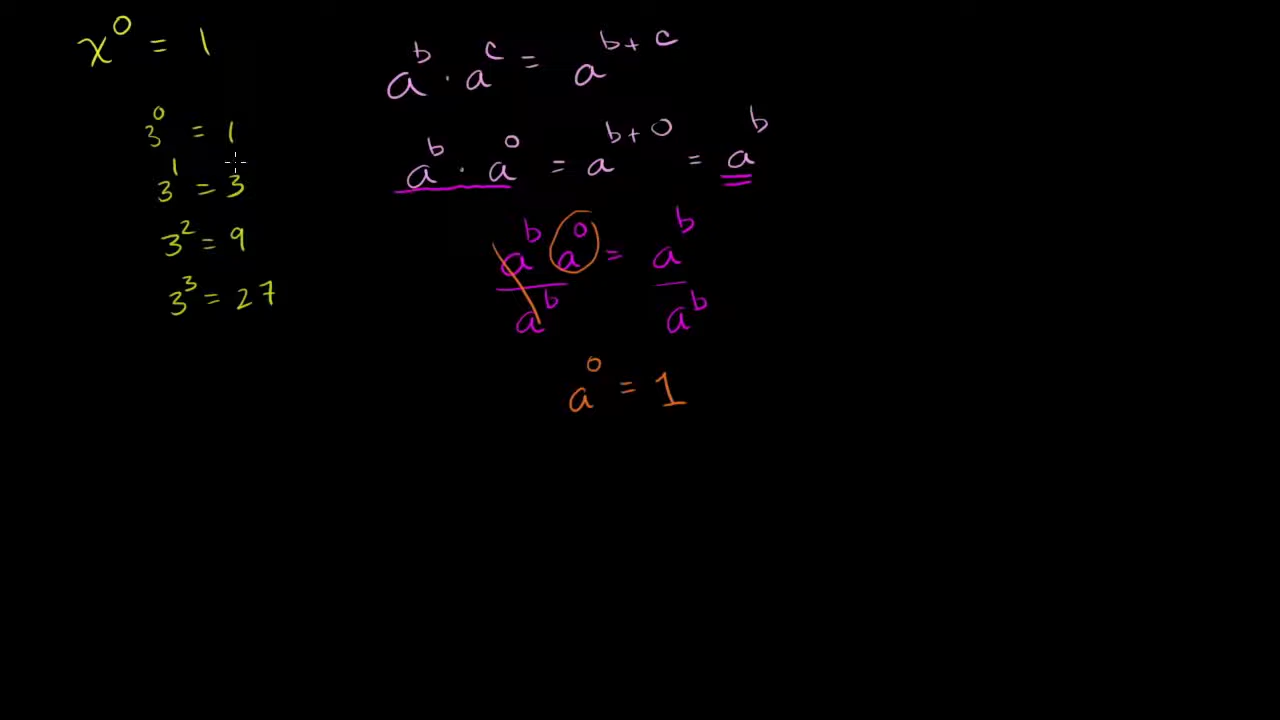 x^0 = 1
3^0 = 1
3^1 = 3
3^2 = 9
3^3 = 27
a^b · a^c = a^{b+c}
a^b · a^0 = a^{b+0} = a^b
a^b a^0 / a^b = a^b / a^b
a^0 = 1